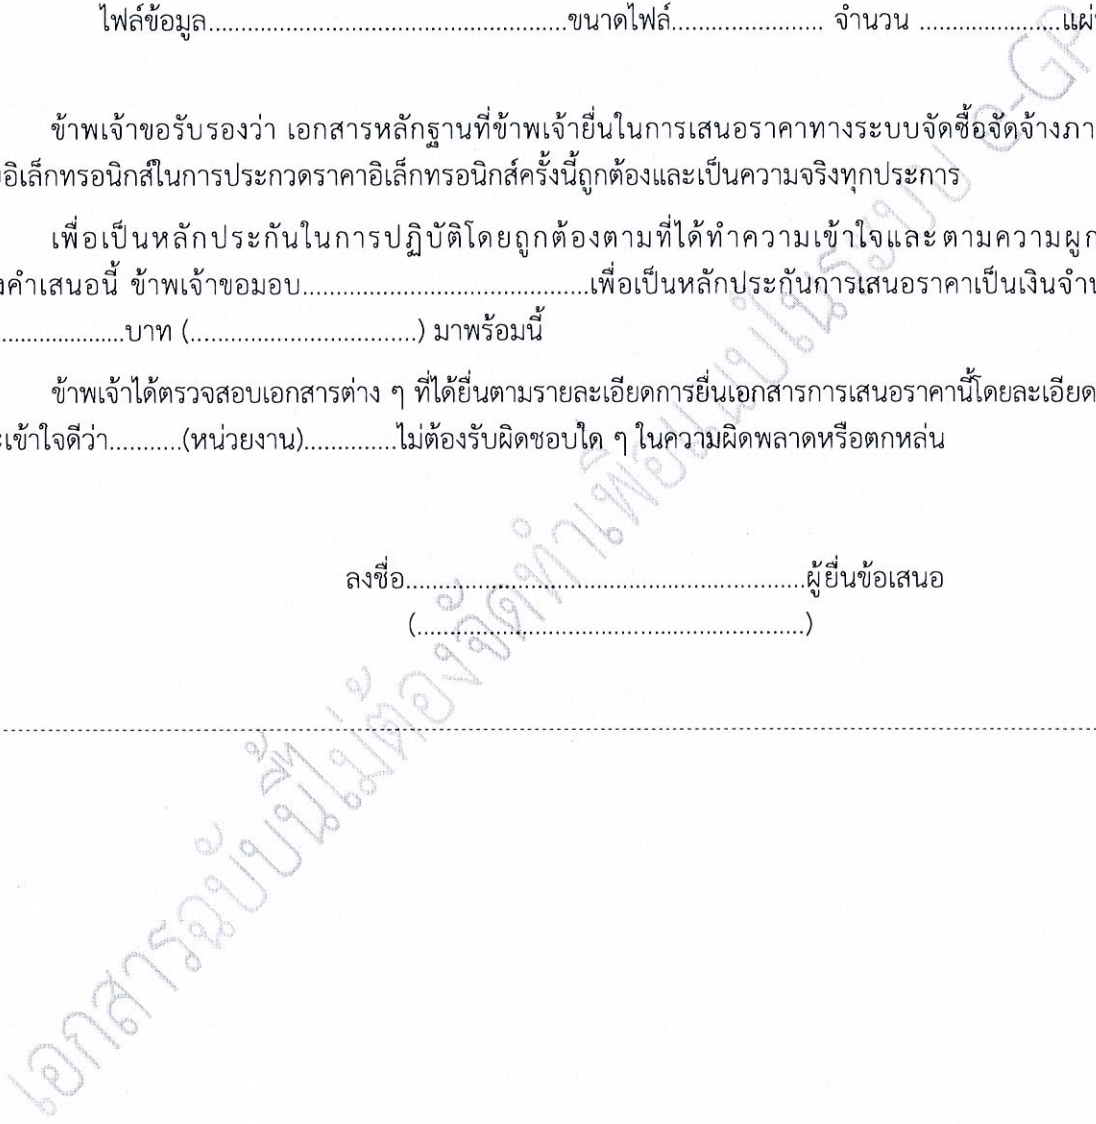 ไฟล์ข้อมูล.......................................................ขนาดไฟล์....................... จำนวน ......................แผ่
ข้าพเจ้าขอรับรองว่า เอกสารหลักฐานที่ข้าพเจ้ายื่นในการเสนอราคาทางระบบจัดซื้อจัดจ้างภา
อิเล็กทรอนิกส์ในการประกวดราคาอิเล็กทรอนิกส์ครั้งนี้ถูกต้องและเป็นความจริงทุกประการ
เพื่อเป็นหลักประกันในการปฏิบัติโดยถูกต้องตามที่ได้ทำความเข้าใจและตามความผูก
งคำเสนอนี้ ข้าพเจ้าขอมอบ............................................เพื่อเป็นหลักประกันการเสนอราคาเป็นเงินจำน
...................บาท (...................................) มาพร้อมนี้
ข้าพเจ้าได้ตรวจสอบเอกสารต่าง ๆ ที่ได้ยื่นตามรายละเอียดการยื่นเอกสารการเสนอราคานี้โดยละเอียด
ะเข้าใจดีว่า...........(หน่วยงาน)..............ไม่ต้องรับผิดชอบใด ๆ ในความผิดพลาดหรือตกหล่น
ลงชื่อ.............................................................ผู้ยื่นข้อเสนอ
(...........................................................)
เอกสารฉบับนี้ไม่ต้องจัดทำเพียงแนบในระบบ e-GP